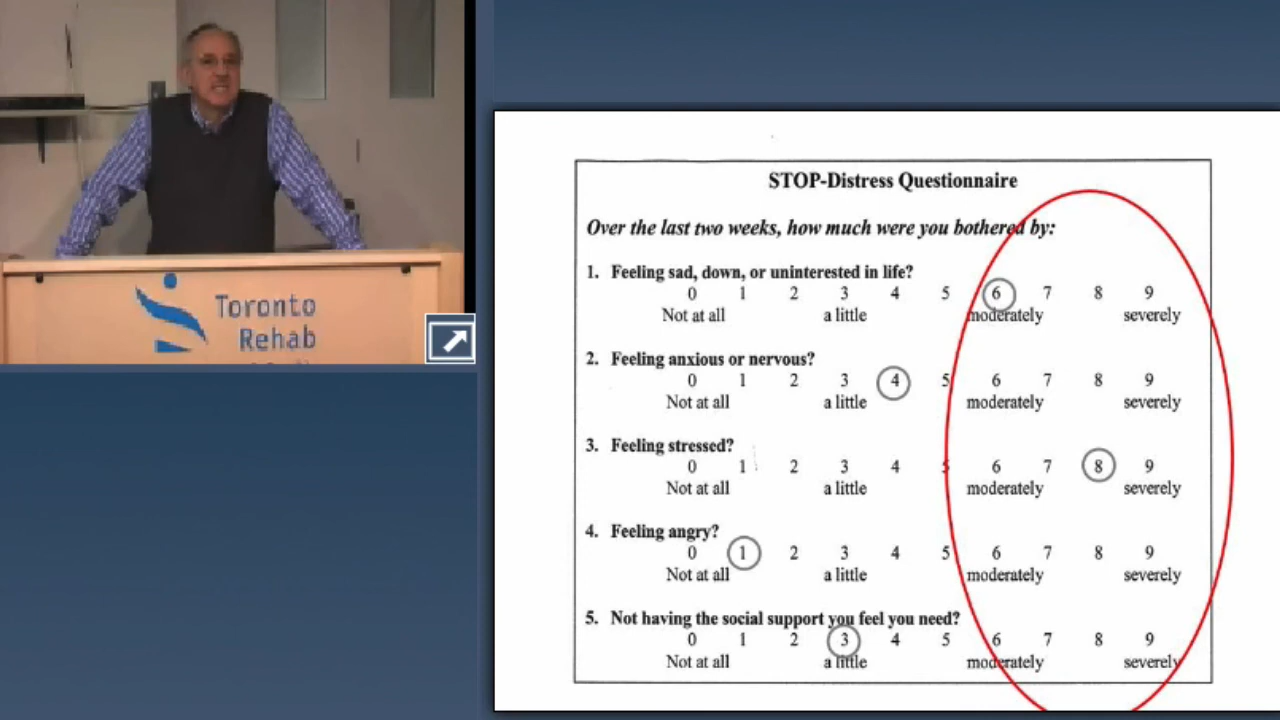 Toronto
Rehab
STOP-Distress Questionnaire
Over the last two weeks, how much were you bothered by:
1. Feeling sad, down, or uninterested in life?
0 1 2 3 4 5 6 7 8 9
Not at all a little moderately severely
2. Feeling anxious or nervous?
0 1 2 3 4 5 6 7 8 9
Not at all a little moderately severely
3. Feeling stressed?
0 1 2 3 4 5 6 7 8 9
Not at all a little moderately severely
4. Feeling angry?
0 1 2 3 4 5 6 7 8 9
Not at all a little moderately severely
5. Not having the social support you feel you need?
0 1 2 3 4 5 6 7 8 9
Not at all a little moderately severely